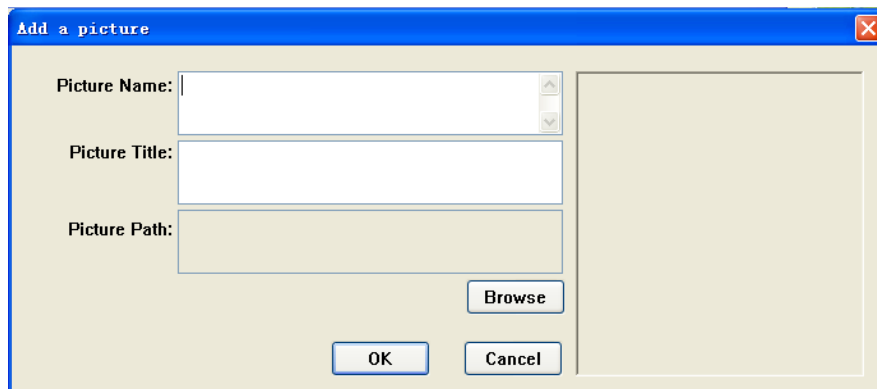 Add a picture
Picture Name:
Picture Title:
Picture Path:
Browse
OK
Cancel